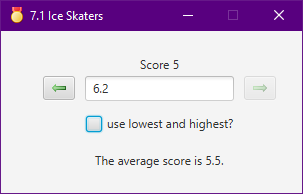 7.1 Ice Skaters
Score 5
6.2
use lowest and highest?
The average score is 5.5.